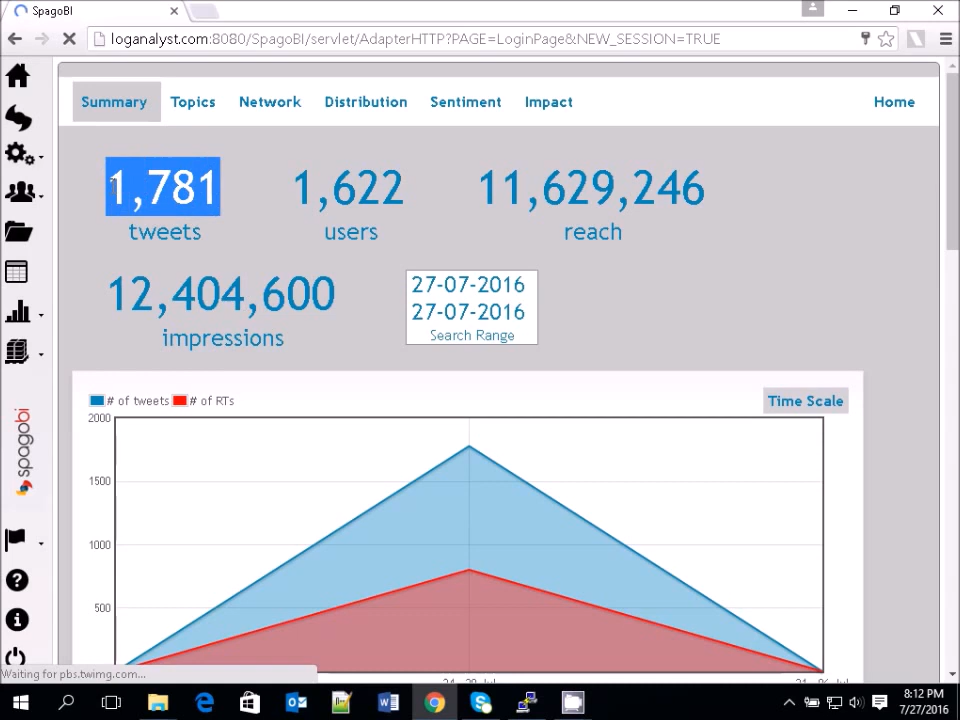 SpagoBI
loganalyst.com:8080/SpagoBI/servlet/AdapterHTTP?PAGE=LoginPage&NEW_SESSION=TRUE
Summary Topics Network Distribution Sentiment Impact Home
1,781 1,622 11,629,246
tweets users reach
12,404,600
impressions
27-07-2016
27-07-2016
Search Range
# of tweets # of RTs
Time Scale
2000
1500
1000
500
spagobi
Waiting for pbs.twimg.com...
8:12 PM
7/27/2016